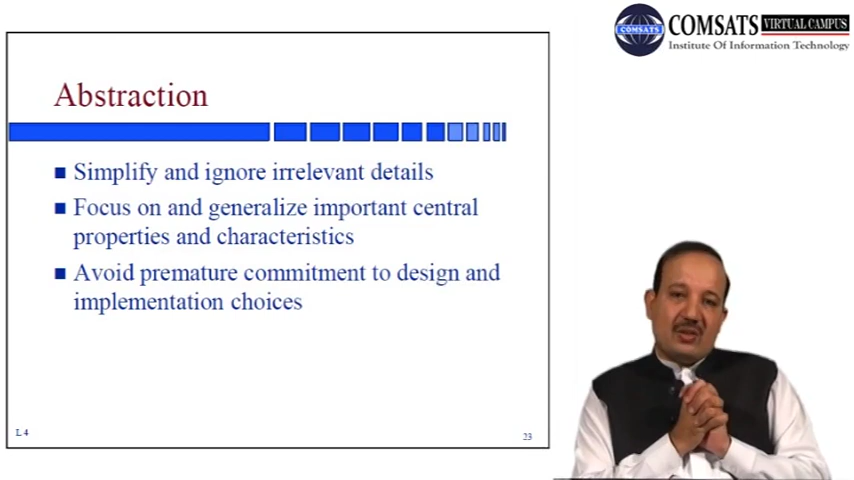 COMSATS
COMSATS VIRTUAL CAMPUS
Institute Of Information Technology
Abstraction
Simplify and ignore irrelevant details
Focus on and generalize important central
properties and characteristics
Avoid premature commitment to design and
implementation choices
L 4
23